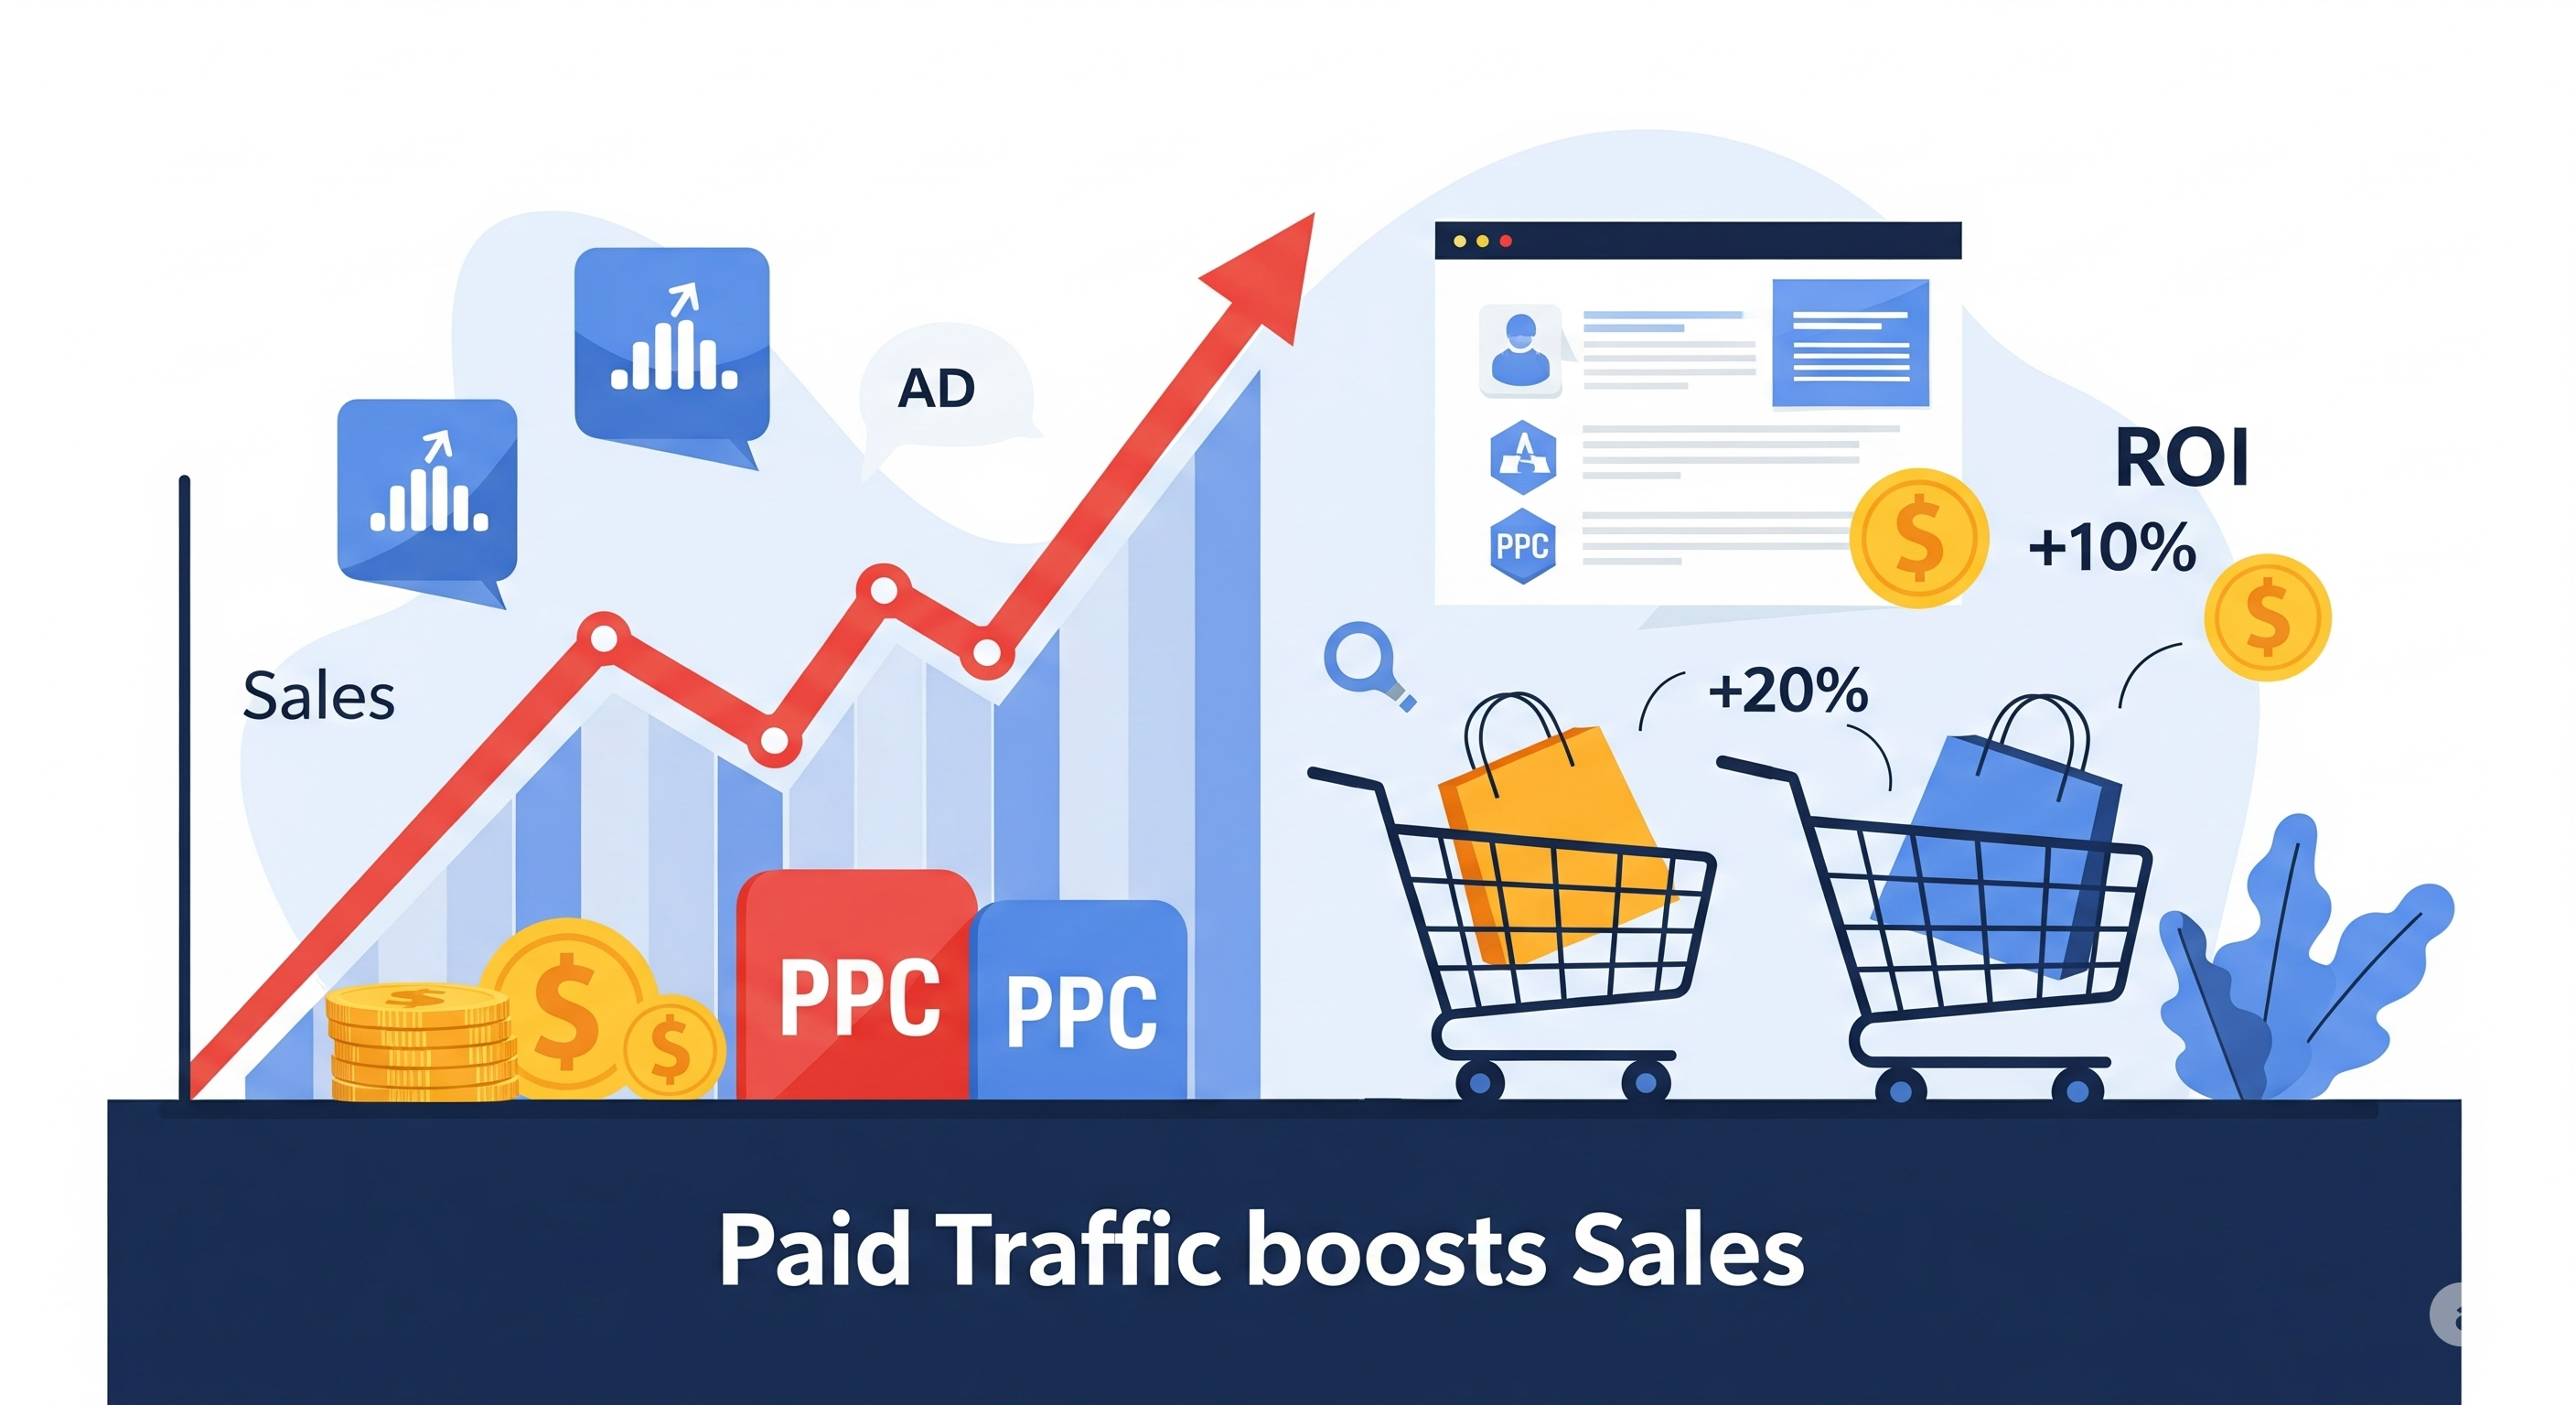 AD
ROI
+10%
PPC
Sales
+20%
PPC
PPC
Paid Traffic boosts Sales